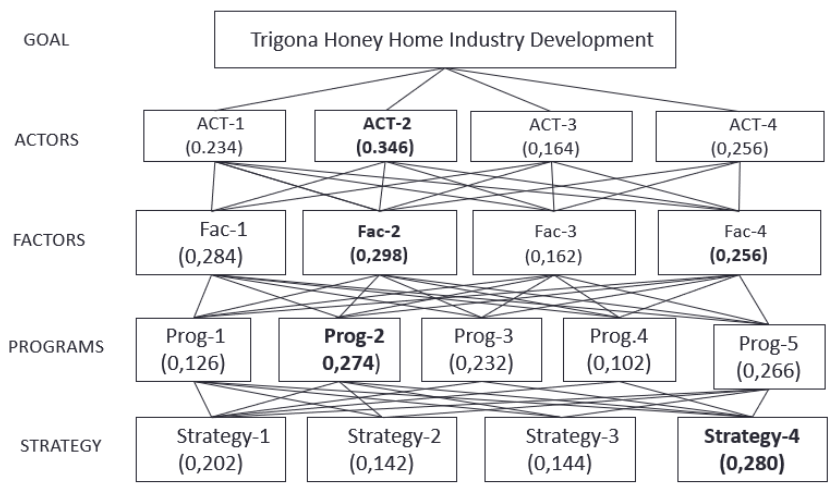 GOAL
Trigona Honey Home Industry Development
ACTORS
ACT-1
(0.234)
ACT-2
(0.346)
ACT-3
(0,164)
ACT-4
(0,256)
FACTORS
Fac-1
(0,284)
Fac-2
(0,298)
Fac-3
(0,162)
Fac-4
(0,256)
PROGRAMS
Prog-1
(0,126)
Prog-2
0,274)
Prog-3
(0,232)
Prog.4
(0,102)
Prog-5
(0,266)
STRATEGY
Strategy-1
(0,202)
Strategy-2
(0,142)
Strategy-3
(0,144)
Strategy-4
(0,280)